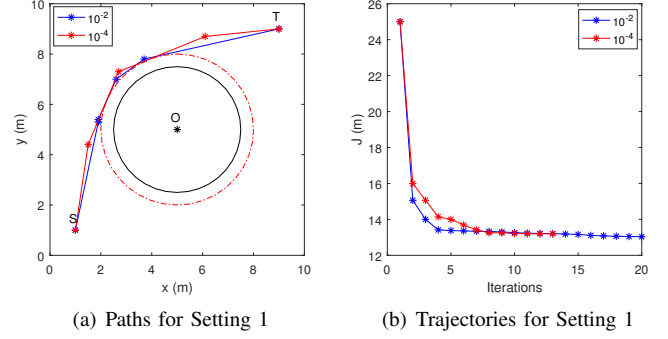 10
10⁻²
10⁻⁴
T
8
6
y (m)
O
4
2
S
0
0 2 4 6 8 10
x (m)
(a) Paths for Setting 1
26
10⁻²
10⁻⁴
24
22
20
J (m)
18
16
14
12
0 5 10 15 20
Iterations
(b) Trajectories for Setting 1